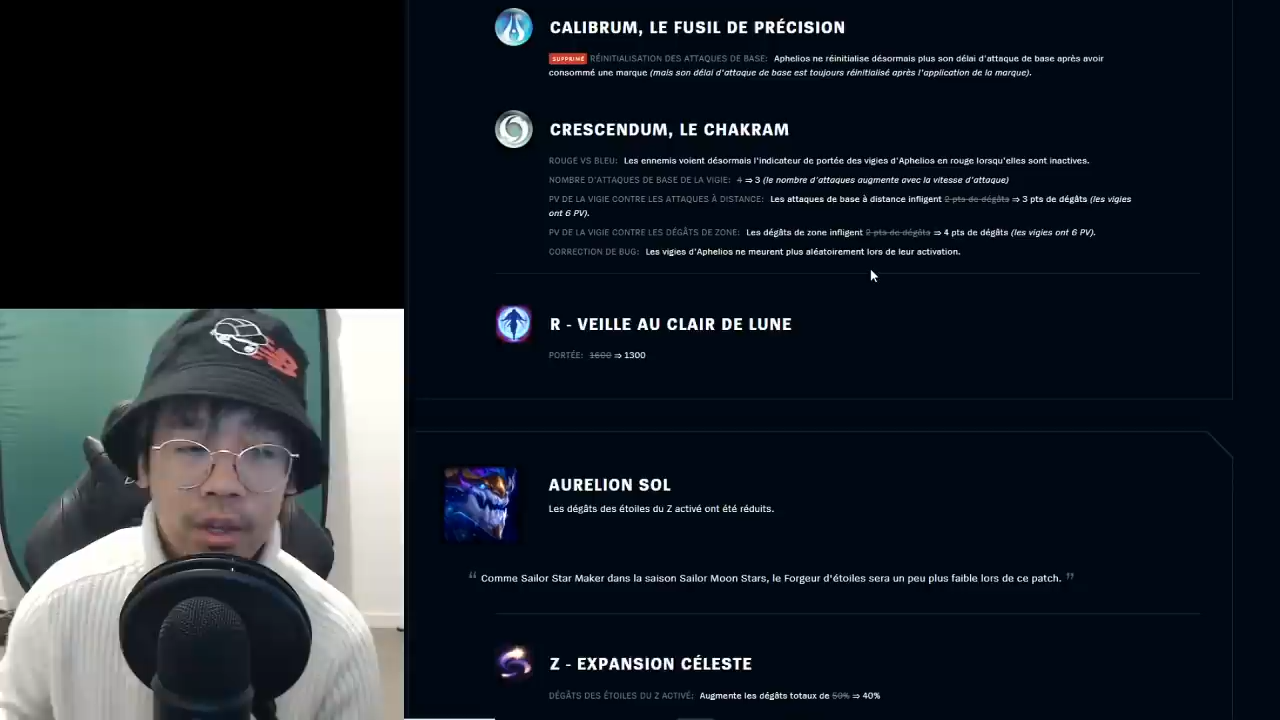 CALIBRUM, LE FUSIL DE PRÉCISION
SUPPRIMÉ RÉINITIALISATION DES ATTAQUES DE BASE: Aphelios ne réinitialise désormais plus son délai d'attaque de base après avoir
consommé une marque (mais son délai d'attaque de base est toujours réinitialisé après l'application de la marque).
CRESCENDUM, LE CHAKRAM
ROUGE VS BLEU: Les ennemis voient désormais l'indicateur de portée des vigies d'Aphelios en rouge lorsqu'elles sont inactives.
NOMBRE D'ATTAQUES DE BASE DE LA VIGIE: 4 ⇒ 3 (le nombre d'attaques augmente avec la vitesse d'attaque)
PV DE LA VIGIE CONTRE LES ATTAQUES À DISTANCE: Les attaques de base à distance infligent 2 pts de dégâts ⇒ 3 pts de dégâts (les vigies
ont 6 PV).
PV DE LA VIGIE CONTRE LES DÉGÂTS DE ZONE: Les dégâts de zone infligent 2 pts de dégâts ⇒ 4 pts de dégâts (les vigies ont 6 PV).
CORRECTION DE BUG: Les vigies d'Aphelios ne meurent plus aléatoirement lors de leur activation.
R - VEILLE AU CLAIR DE LUNE
PORTÉE: 1600 ⇒ 1300
AURELION SOL
Les dégâts des étoiles du Z activé ont été réduits.
“ Comme Sailor Star Maker dans la saison Sailor Moon Stars, le Forgeur d'étoiles sera un peu plus faible lors de ce patch. ”
Z - EXPANSION CÉLESTE
DÉGÂTS DES ÉTOILES DU Z ACTIVÉ: Augmente les dégâts totaux de 50% ⇒ 40%